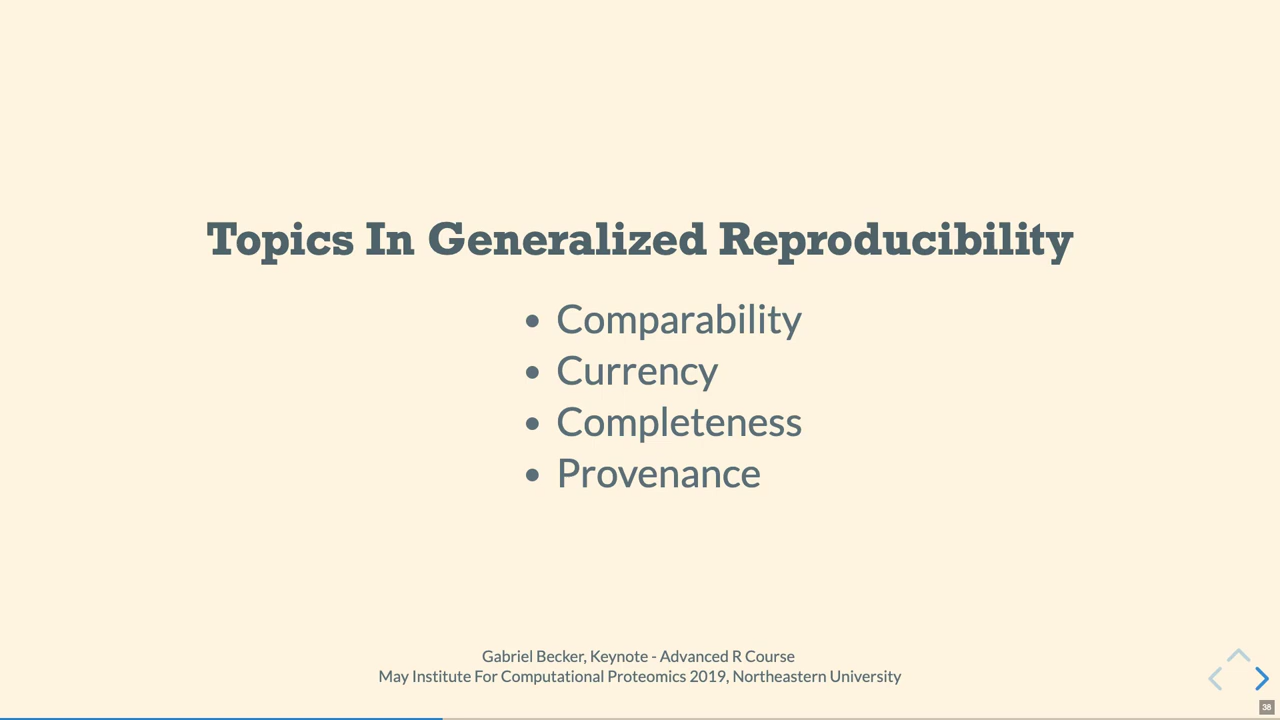 Topics In Generalized Reproducibility
• Comparability
• Currency
• Completeness
• Provenance
Gabriel Becker, Keynote - Advanced R Course
May Institute For Computational Proteomics 2019, Northeastern University
38